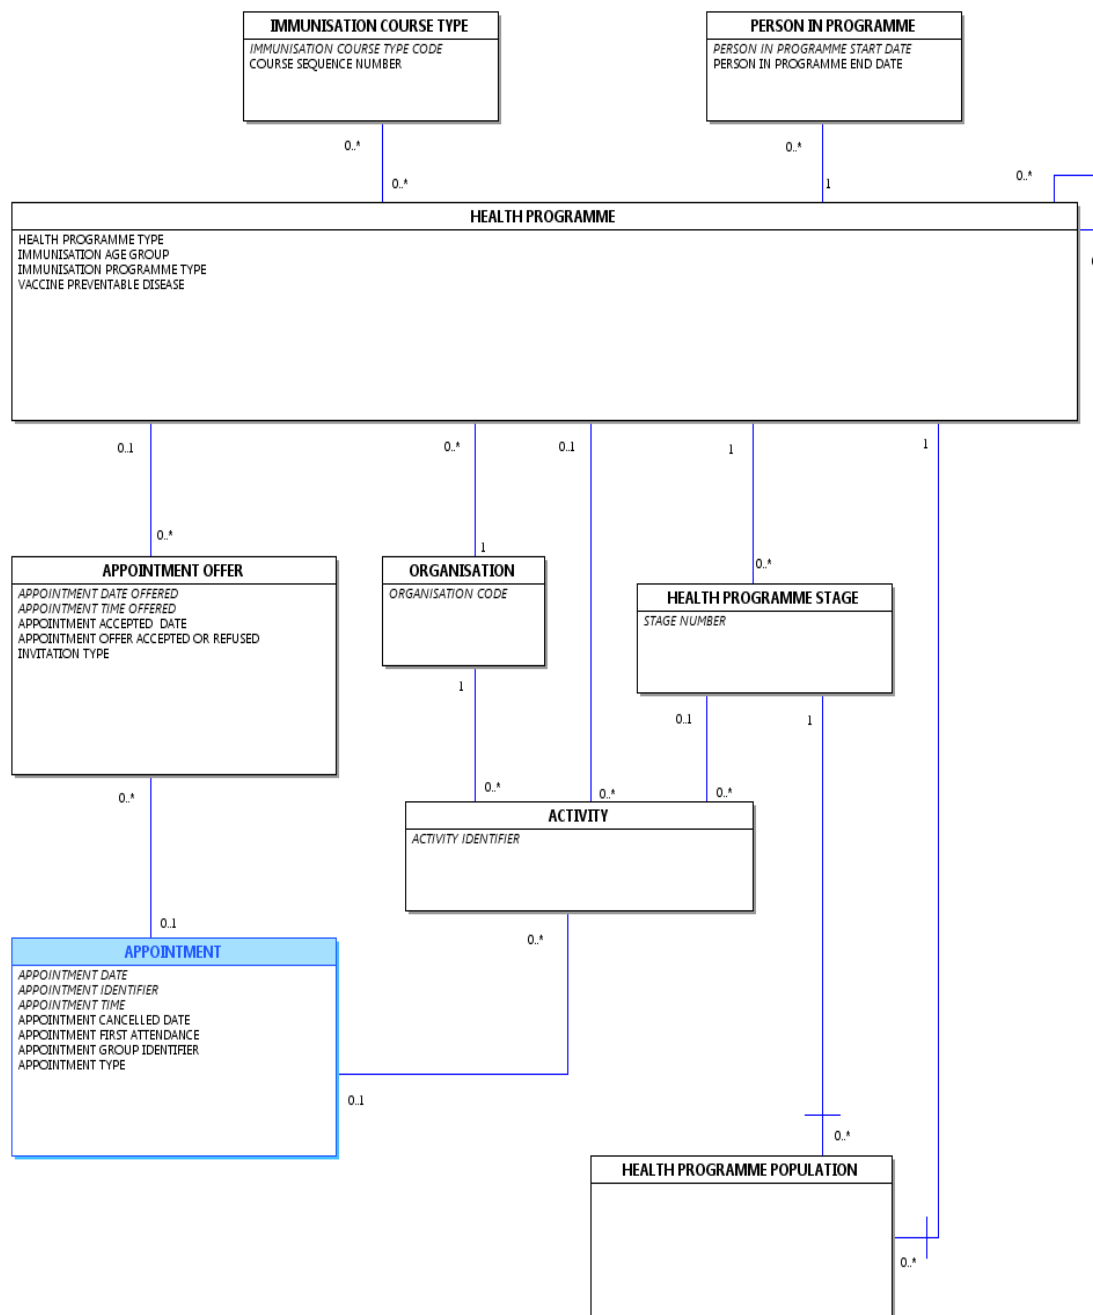 IMMUNISATION COURSE TYPE
IMMUNISATION COURSE TYPE CODE
COURSE SEQUENCE NUMBER
PERSON IN PROGRAMME
PERSON IN PROGRAMME START DATE
PERSON IN PROGRAMME END DATE
0..*
0..*
0..*
1
0..*
HEALTH PROGRAMME
HEALTH PROGRAMME TYPE
IMMUNISATION AGE GROUP
IMMUNISATION PROGRAMME TYPE
VACCINE PREVENTABLE DISEASE
0..1
0..*
0..1
1
1
0..*
1
0..*
APPOINTMENT OFFER
APPOINTMENT DATE OFFERED
APPOINTMENT TIME OFFERED
APPOINTMENT ACCEPTED DATE
APPOINTMENT OFFER ACCEPTED OR REFUSED
INVITATION TYPE
ORGANISATION
ORGANISATION CODE
HEALTH PROGRAMME STAGE
STAGE NUMBER
1
0..1
1
0..*
0..*
0..*
0..*
ACTIVITY
ACTIVITY IDENTIFIER
0..1
0..*
APPOINTMENT
APPOINTMENT DATE
APPOINTMENT IDENTIFIER
APPOINTMENT TIME
APPOINTMENT CANCELLED DATE
APPOINTMENT FIRST ATTENDANCE
APPOINTMENT GROUP IDENTIFIER
APPOINTMENT TYPE
0..1
0..*
HEALTH PROGRAMME POPULATION
0..*